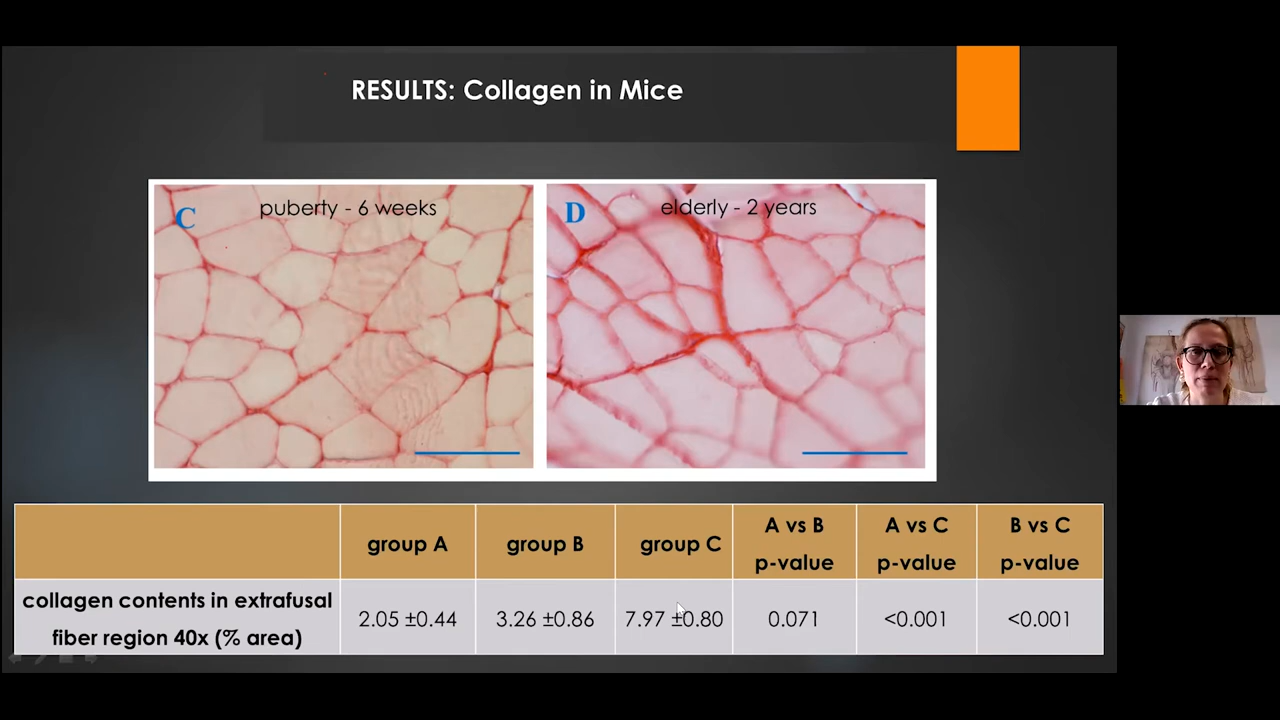 RESULTS: Collagen in Mice
C
puberty - 6 weeks
D
elderly - 2 years
group A
group B
group C
A vs B
p-value
A vs C
p-value
B vs C
p-value
collagen contents in extrafusal
fiber region 40x (% area)
2.05 ±0.44
3.26 ±0.86
7.97 ±0.80
0.071
<0.001
<0.001